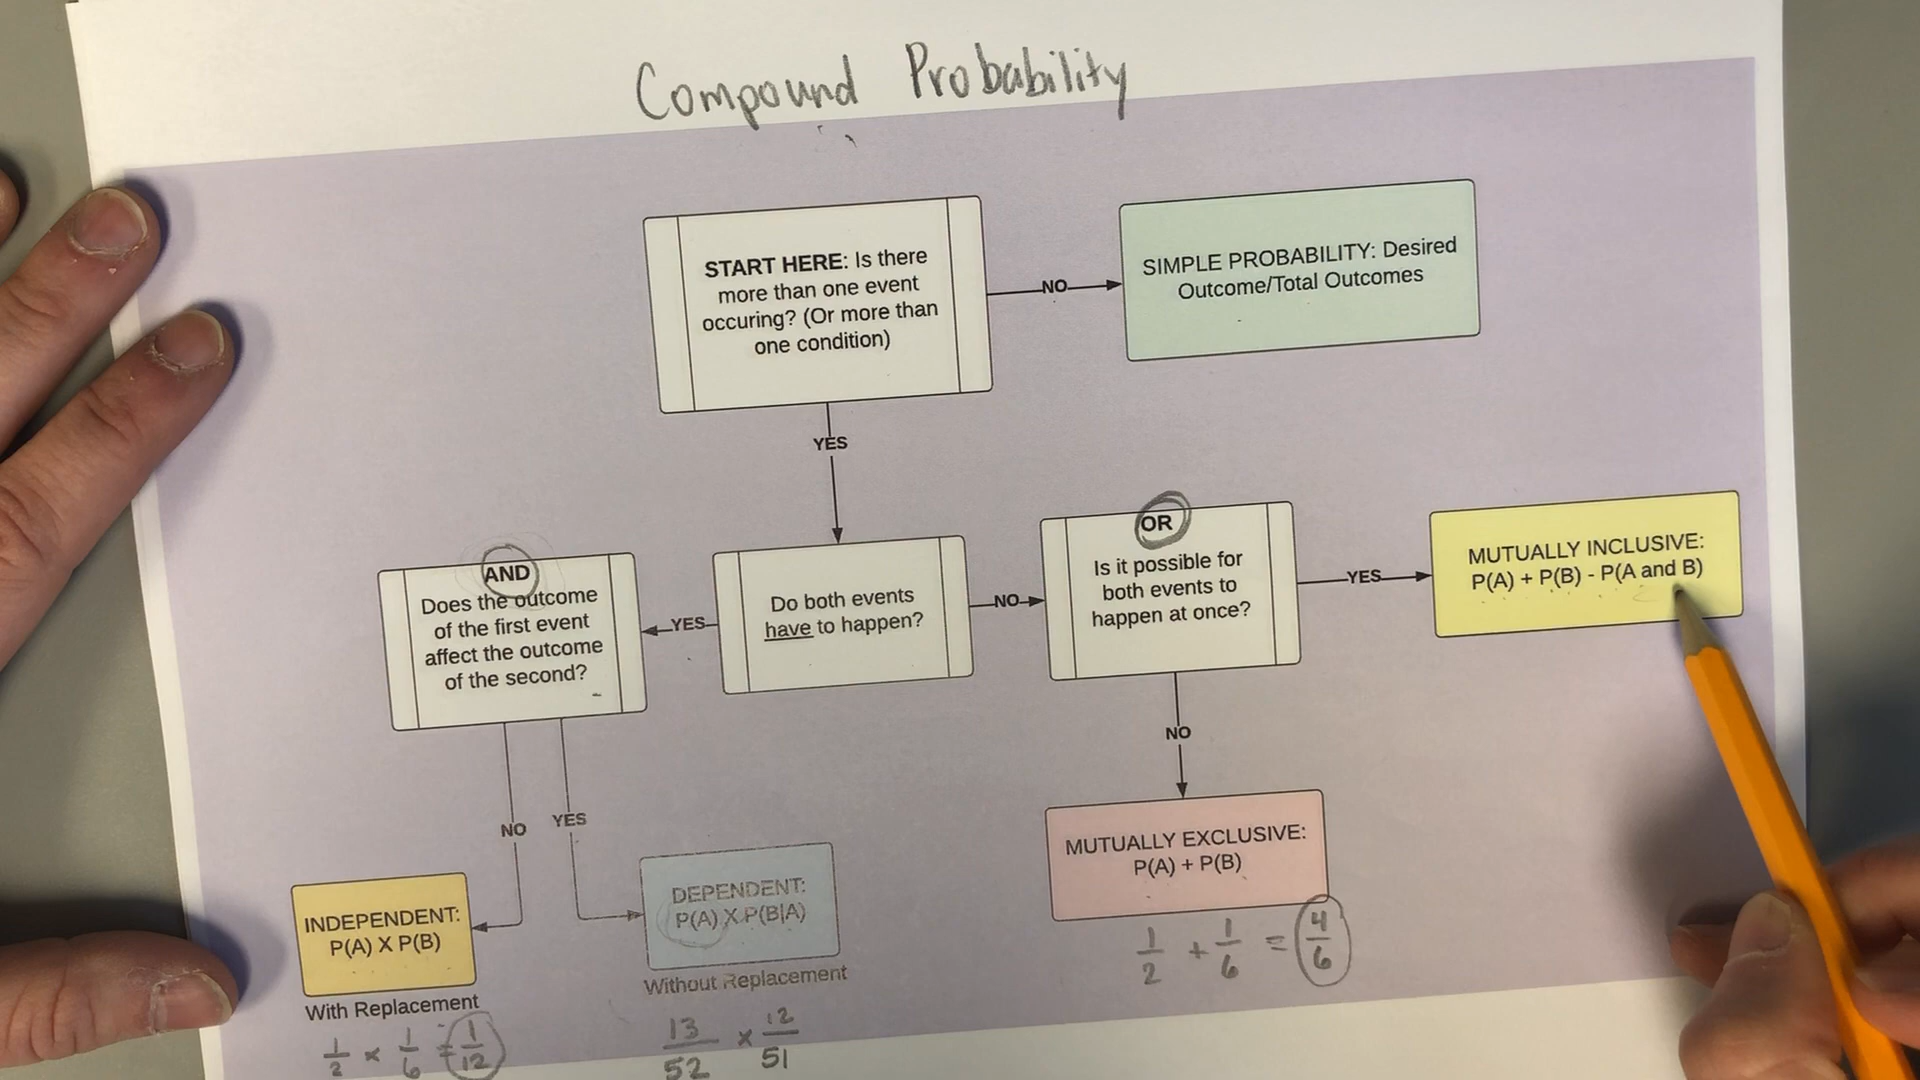 Compound Probability
START HERE: Is there
more than one event
occuring? (Or more than
one condition)
NO
SIMPLE PROBABILITY: Desired
Outcome/Total Outcomes
YES
AND
Does the outcome
of the first event
affect the outcome
of the second?
YES
Do both events
have to happen?
NO
OR
Is it possible for
both events to
happen at once?
YES
MUTUALLY INCLUSIVE:
P(A) + P(B) - P(A and B)
NO
YES
NO
INDEPENDENT:
P(A) X P(B)
With Replacement
1/2 x 1/6 = 1/12
DEPENDENT:
P(A) X P(B|A)
Without Replacement
13/52 x 12/51
MUTUALLY EXCLUSIVE:
P(A) + P(B)
1/2 + 1/6 = 4/6